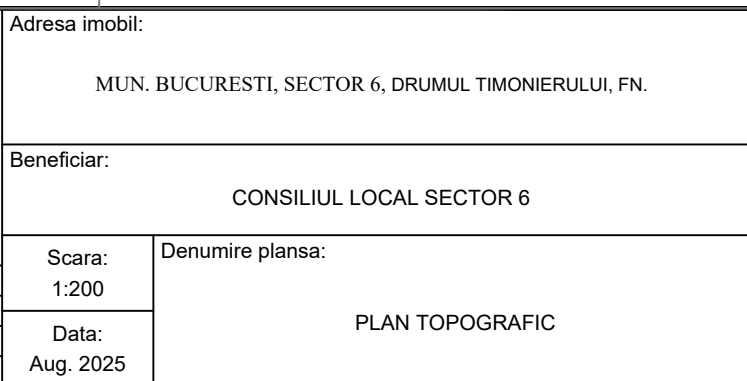 Adresa imobil:
MUN. BUCURESTI, SECTOR 6, DRUMUL TIMONIERULUI, FN.
Beneficiar:
CONSILIUL LOCAL SECTOR 6
Scara:
1:200
Denumire plansa:
PLAN TOPOGRAFIC
Data:
Aug. 2025